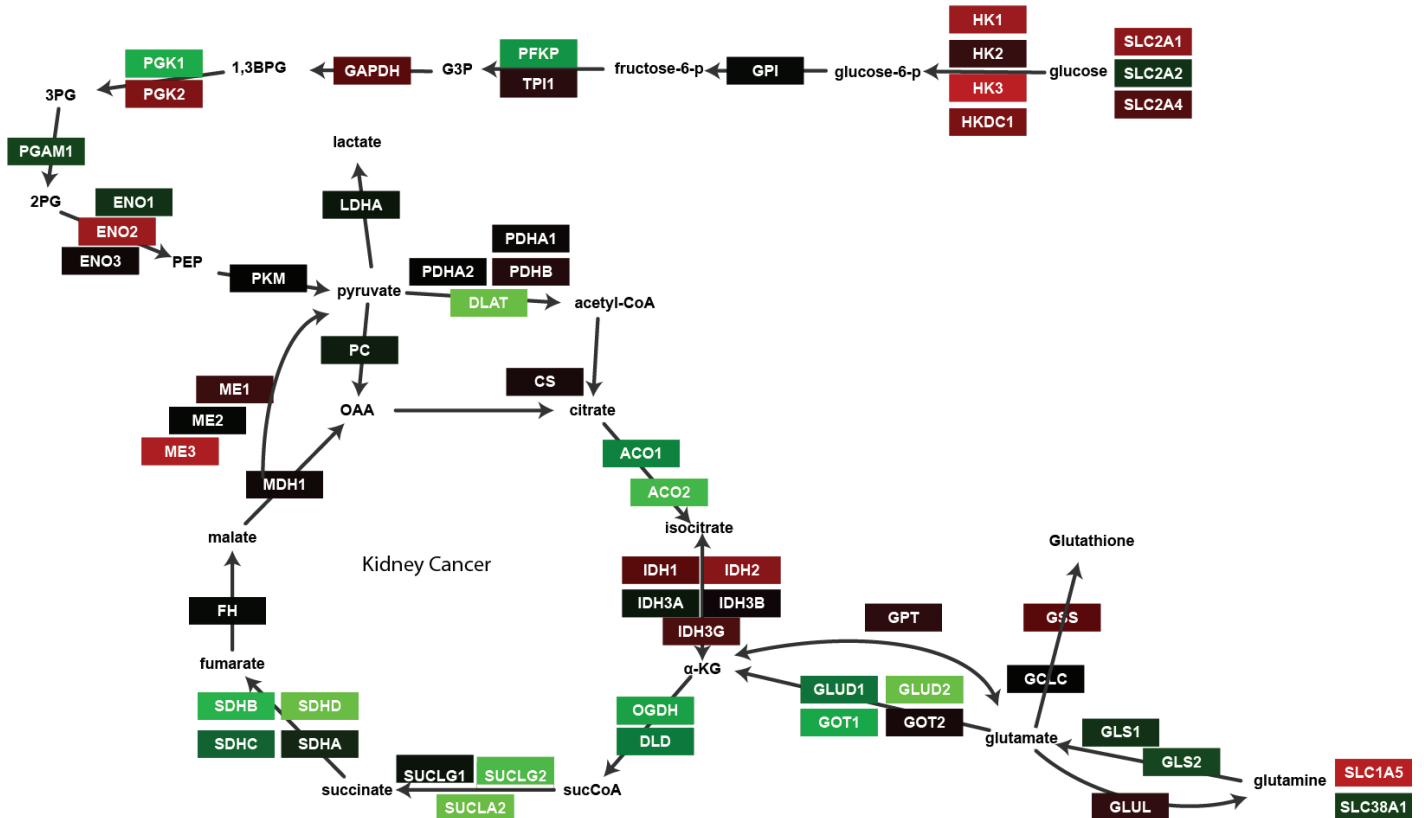 HK1
SLC2A1
PGK1
PFKP
HK2
1,3BPG
GAPDH
G3P
fructose-6-p
GPI
glucose-6-p
glucose
SLC2A2
TPI1
HK3
3PG
PGK2
SLC2A4
HKDC1
lactate
PGAM1
2PG
ENO1
LDHA
ENO2
PDHA1
ENO3
PEP
PKM
PDHA2
PDHB
pyruvate
DLAT
acetyl-CoA
PC
ME1
CS
OAA
citrate
ME2
ME3
ACO1
MDH1
ACO2
isocitrate
malate
Glutathione
Kidney Cancer
IDH1
IDH2
FH
IDH3A
IDH3B
GPT
GSS
IDH3G
fumarate
α-KG
GCLC
GLUD1
GLUD2
SDHB
SDHD
OGDH
GOT1
GOT2
glutamate
GLS1
SDHC
SDHA
DLD
GLS2
SUCLG1
SUCLG2
SLC1A5
succinate
sucCoA
glutamine
SUCLA2
GLUL
SLC38A1